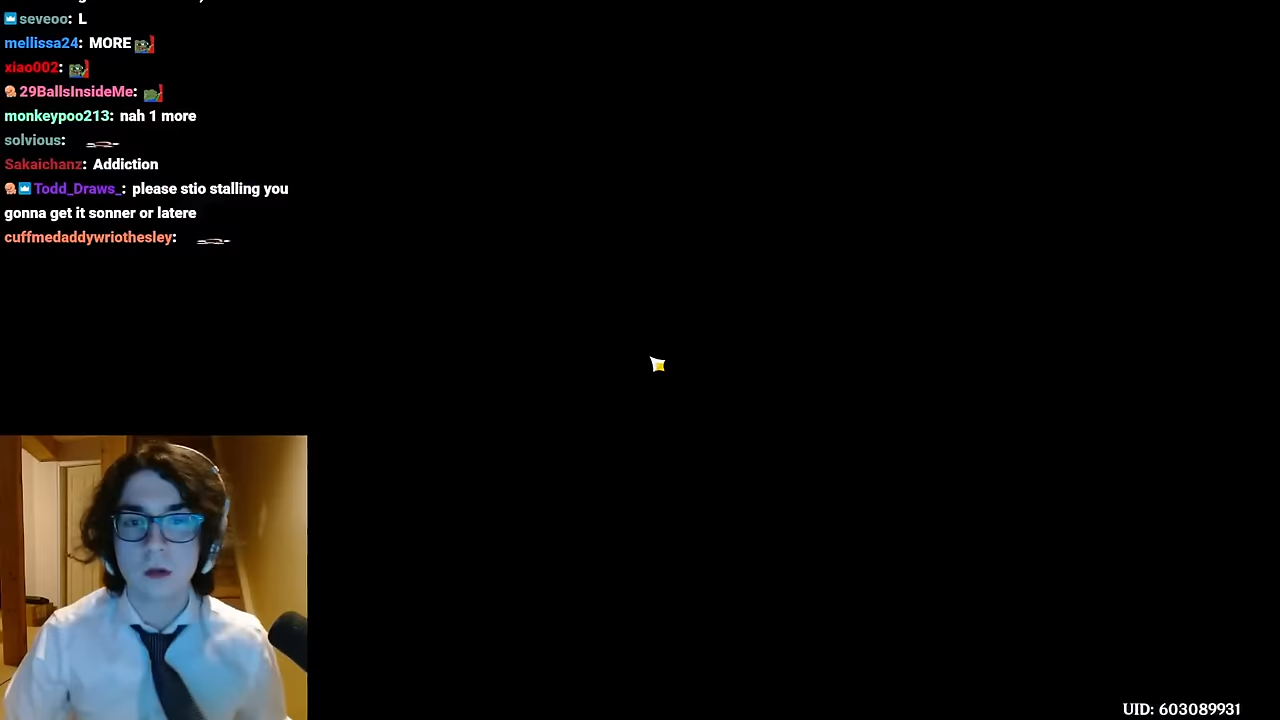 seveoo: L
mellissa24: MORE
xiao002:
29BallsInsideMe:
monkeypoo213: nah 1 more
solvious:
Sakaichanz: Addiction
Todd_Draws_: please stio stalling you
gonna get it sonner or latere
cuffmedaddywriothesley:
UID: 603089931